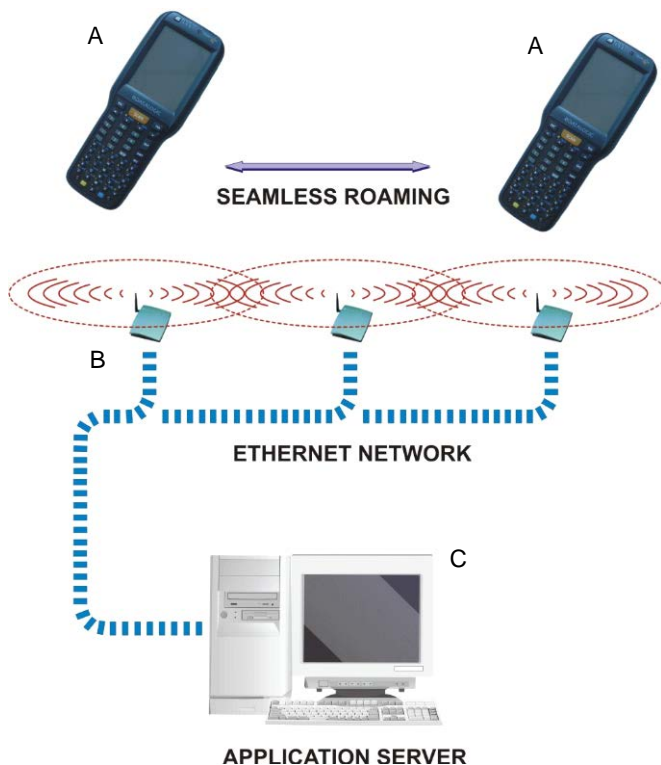 A
A
SEAMLESS ROAMING
B
ETHERNET NETWORK
C
APPLICATION SERVER